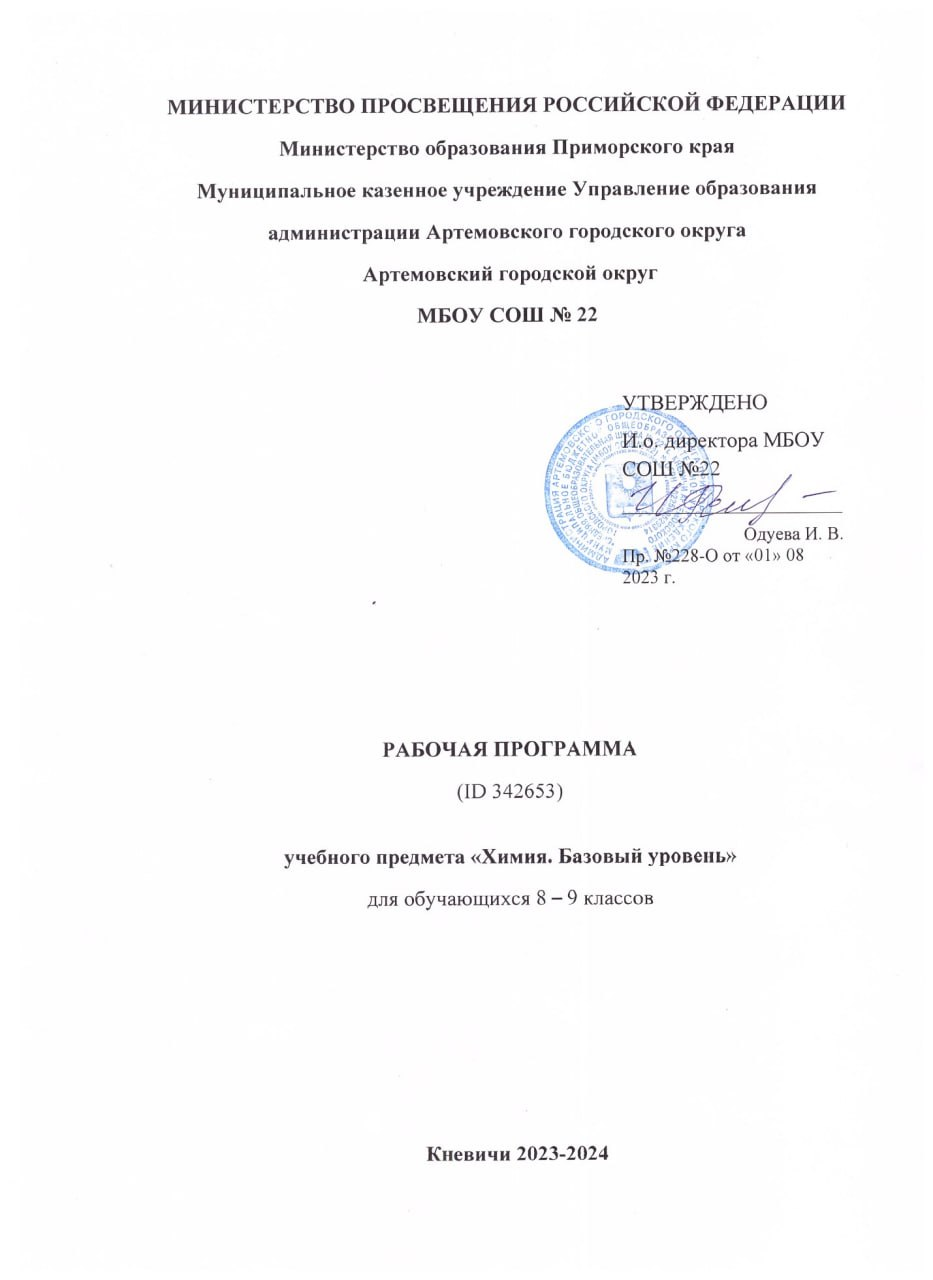 МИНИСТЕРСТВО ПРОСВЕЩЕНИЯ РОССИЙСКОЙ ФЕДЕРАЦИИ
Министерство образования Приморского края
Муниципальное казенное учреждение Управление образования
администрации Артемовского городского округа
Артемовский городской округ
МБОУ СОШ № 22
УТВЕРЖДЕНО
И.о. директора МБОУ
СОШ №22
Одуева И. В.
Пр. №228-О от «01» 08
2023 г.
РАБОЧАЯ ПРОГРАММА
(ID 342653)
учебного предмета «Химия. Базовый уровень»
для обучающихся 8 – 9 классов
Кневичи 2023-2024